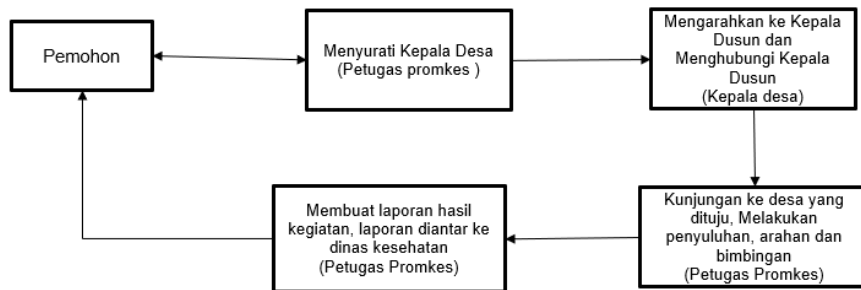 Pemohon
Menyurati Kepala Desa
(Petugas promkes )
Mengarahkan ke Kepala
Dusun dan
Menghubungi Kepala
Dusun
(Kepala desa)
Kunjungan ke desa yang
dituju, Melakukan
penyuluhan, arahan dan
bimbingan
(Petugas Promkes)
Membuat laporan hasil
kegiatan, laporan diantar ke
dinas kesehatan
(Petugas Promkes)